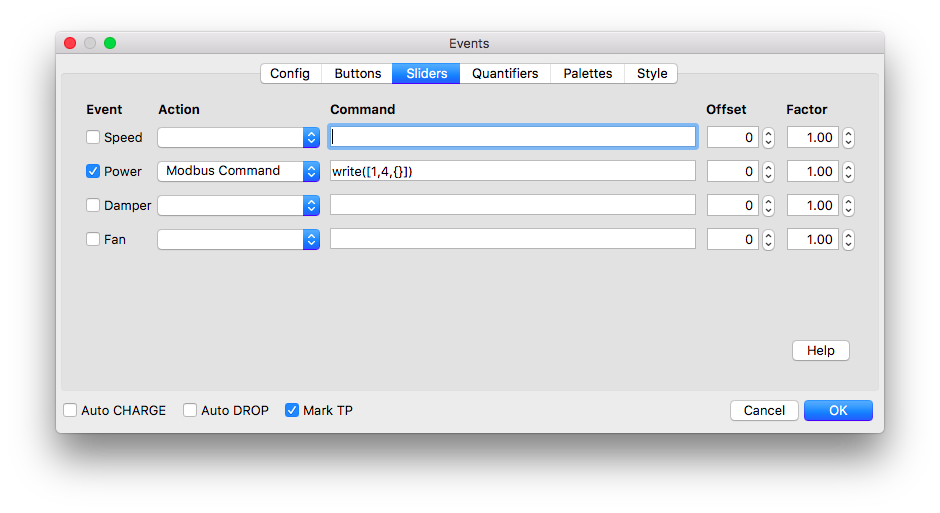 Events
Config Buttons Sliders Quantifiers Palettes Style
Event Action Command Offset Factor
Speed 0 1.00
Power Modbus Command write([1,4,{}]) 0 1.00
Damper 0 1.00
Fan 0 1.00
Help
Auto CHARGE Auto DROP Mark TP Cancel OK